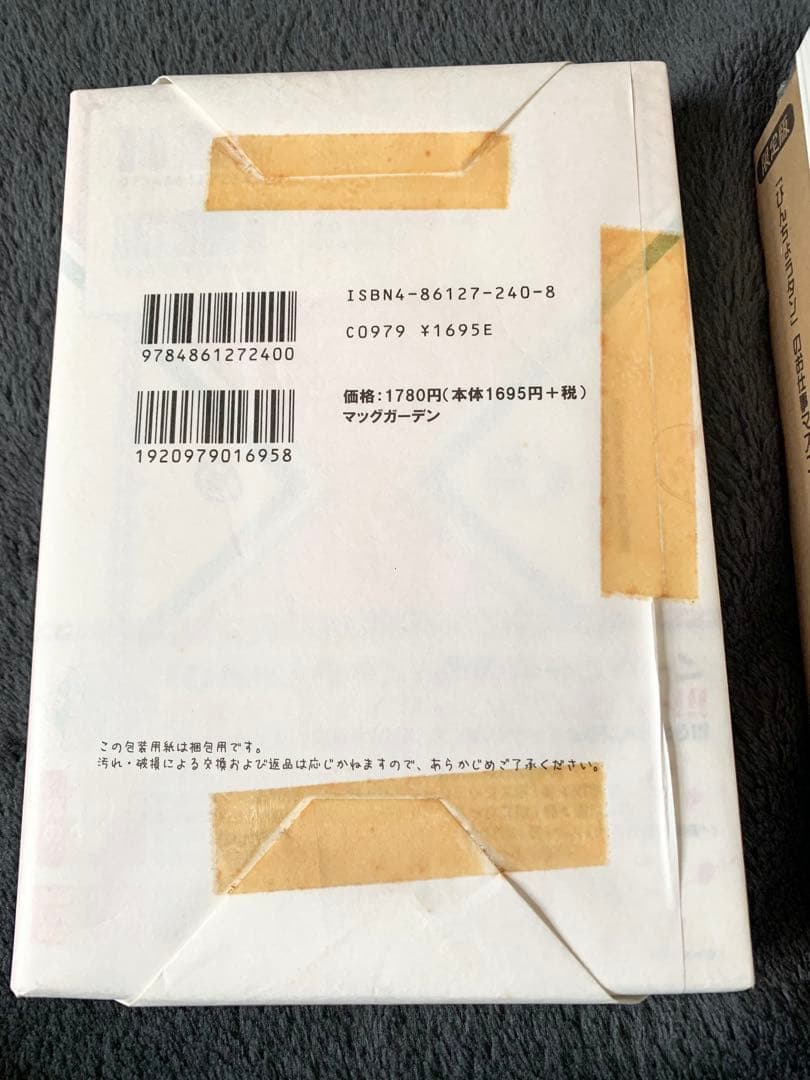 ISBN4-86127-240-8
C0979 ¥1695E
9784861272400
価格：1780円（本体1695円＋税）
マッグガーデン
1920979016958
この包装用紙は梱包用です。
汚れ・破損による交換および返品は応じかねますので、あらかじめご了承ください。
限定版